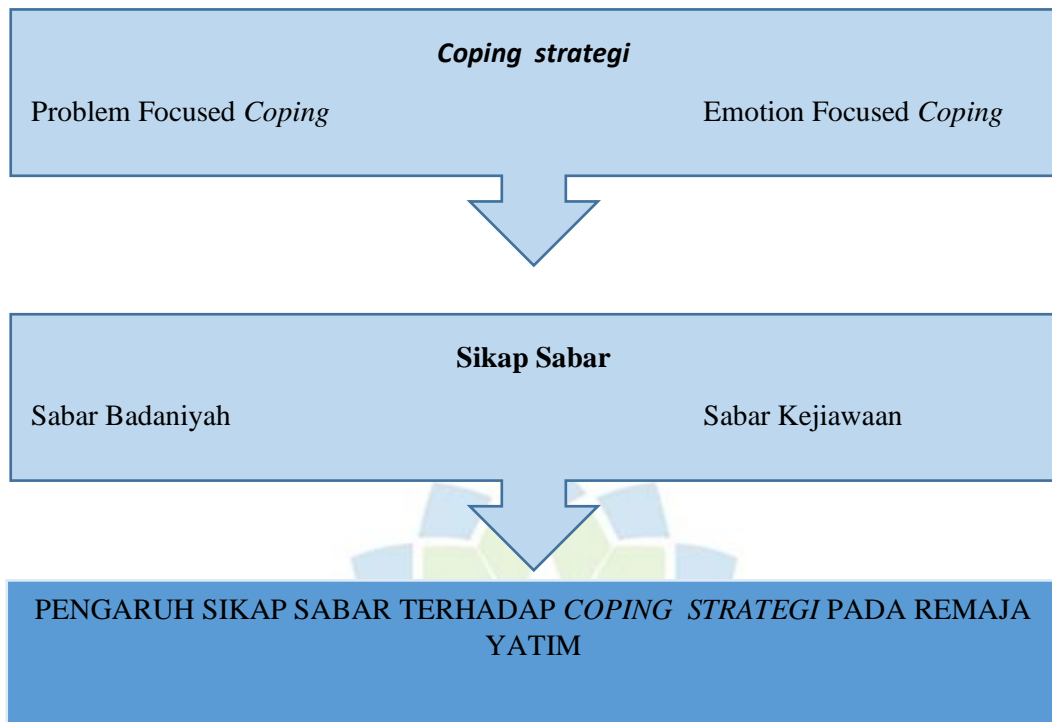 Coping strategi
Problem Focused Coping Emotion Focused Coping
Sikap Sabar
Sabar Badaniyah Sabar Kejiawaan
PENGARUH SIKAP SABAR TERHADAP COPING STRATEGI PADA REMAJA
YATIM